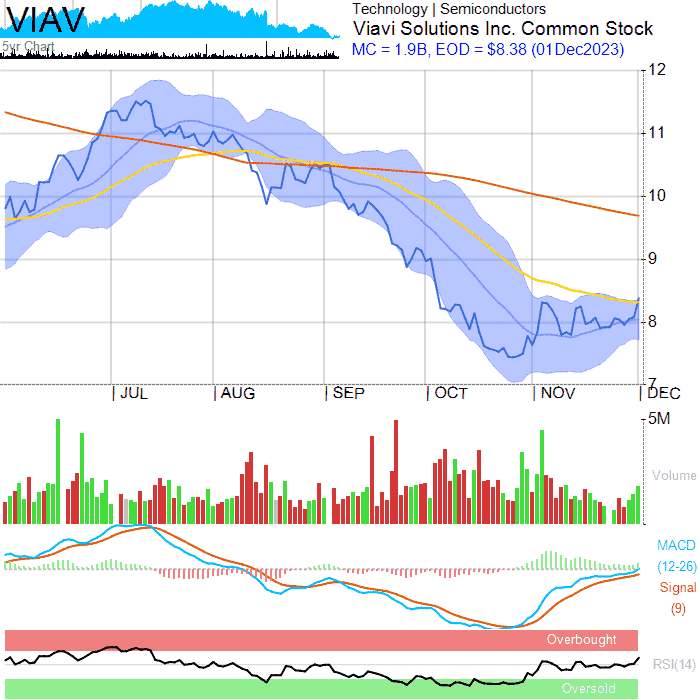 VIAV
5yr Chart
Technology | Semiconductors
Viavi Solutions Inc. Common Stock
MC = 1.9B, EOD = $8.38 (01Dec2023)
12
11
10
9
8
7
JUL AUG SEP OCT NOV DEC
5M
Volume
MACD
(12-26)
Signal
(9)
Overbought
RSI(14)
Oversold